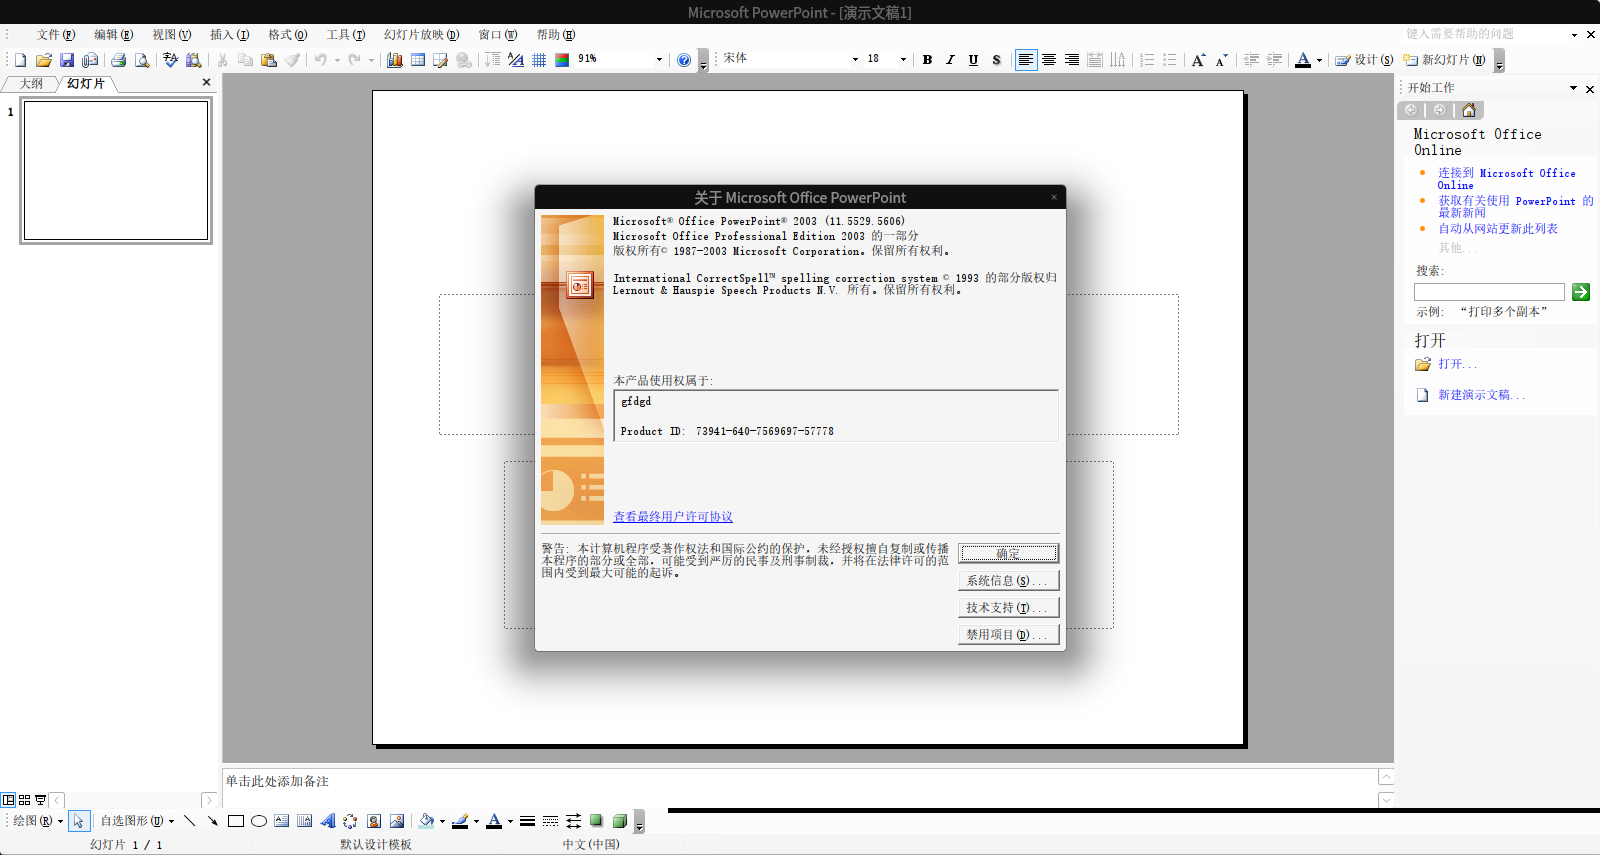 Microsoft PowerPoint - [演示文稿1]
文件(F) 编辑(E) 视图(V) 插入(I) 格式(O) 工具(T) 幻灯片放映(D) 窗口(W) 帮助(H) 键入需要帮助的问题
91% 宋体 18 B I U S A A A 设计(S) 新幻灯片(N)
大纲 幻灯片
1
开始工作
Microsoft Office
Online
连接到 Microsoft Office
Online
获取有关使用 PowerPoint 的
最新新闻
自动从网站更新此列表
其他...
搜索:
示例: “打印多个副本”
打开
打开...
新建演示文稿...
关于 Microsoft Office PowerPoint
Microsoft® Office PowerPoint® 2003 (11.5529.5606)
Microsoft Office Professional Edition 2003 的一部分
版权所有© 1987-2003 Microsoft Corporation。保留所有权利。
International CorrectSpell™ spelling correction system © 1993 的部分版权归
Lernout & Hauspie Speech Products N.V. 所有。保留所有权利。
本产品使用权属于:
gfdgd
Product ID: 73941-640-7569697-57778
查看最终用户许可协议
警告: 本计算机程序受著作权法和国际公约的保护，未经授权擅自复制或传播
本程序的部分或全部，可能受到严厉的民事及刑事制裁，并将在法律许可的范
围内受到最大可能的起诉。
确定
系统信息(S)...
技术支持(T)...
禁用项目(D)...
单击此处添加备注
绘图(R) 自选图形(U) A
幻灯片 1 / 1 默认设计模板 中文(中国)